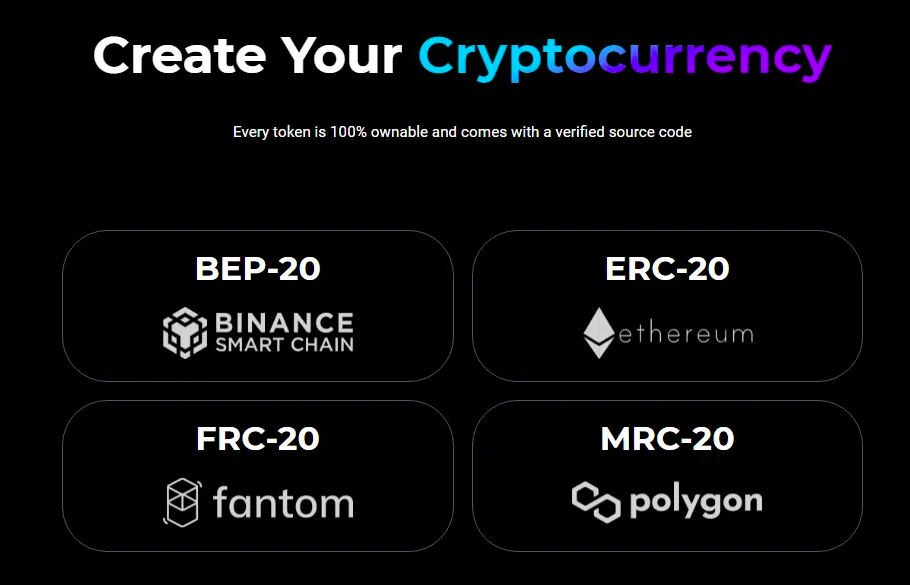 Create Your Cryptocurrency
Every token is 100% ownable and comes with a verified source code
BEP-20
BINANCE
SMART CHAIN
ERC-20
ethereum
FRC-20
fantom
MRC-20
polygon